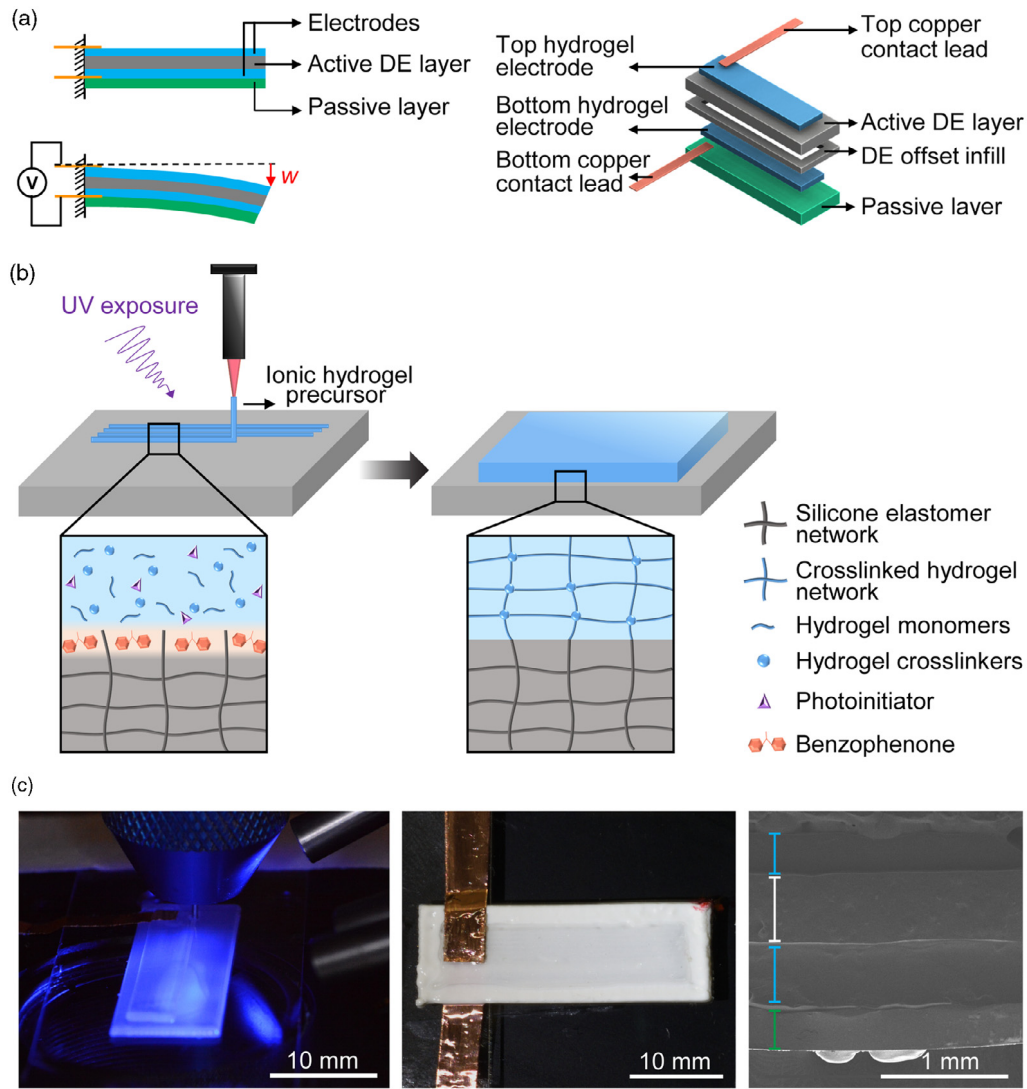 (a)
Electrodes
Active DE layer
Passive layer
V
w
Top hydrogel
electrode
Top copper
contact lead
Bottom hydrogel
electrode
Bottom copper
contact lead
Active DE layer
DE offset infill
Passive layer
(b)
UV exposure
Ionic hydrogel
precursor
Silicone elastomer
network
Crosslinked hydrogel
network
Hydrogel monomers
Hydrogel crosslinkers
Photoinitiator
Benzophenone
(c)
10 mm
10 mm
1 mm